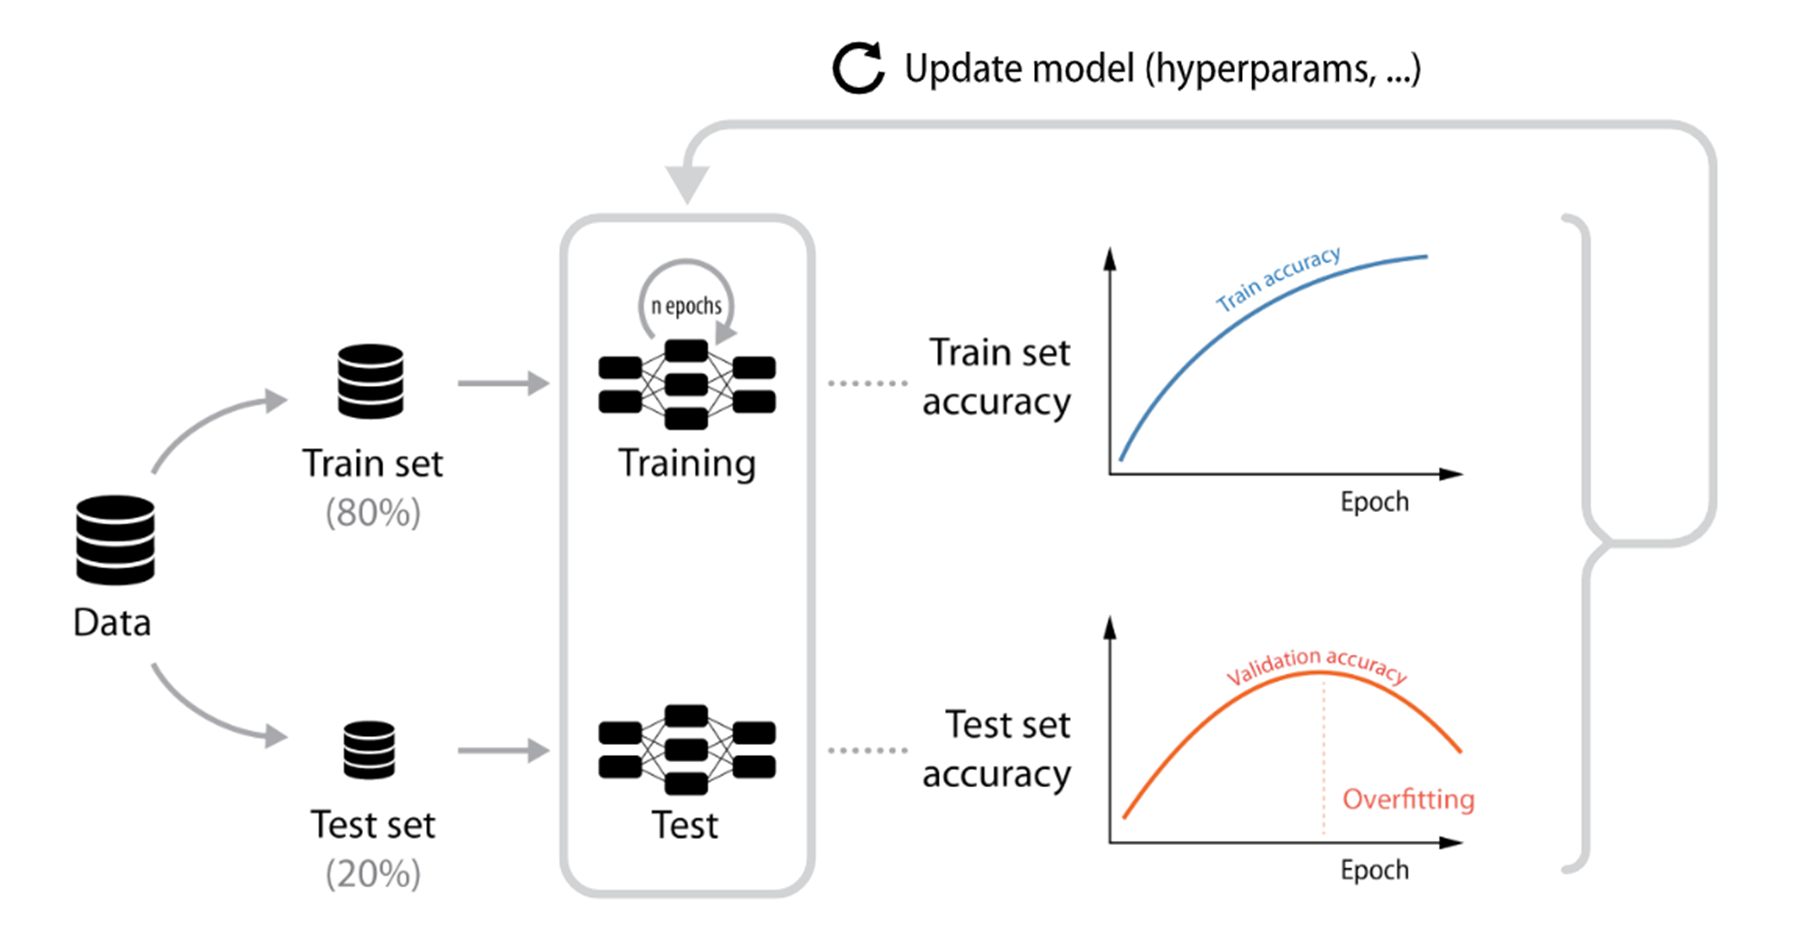 Update model (hyperparams, ...)
n epochs
Training
Train set
(80%)
Data
Test set
(20%)
Test
Train set
accuracy
Train accuracy
Epoch
Test set
accuracy
Validation accuracy
Overfitting
Epoch